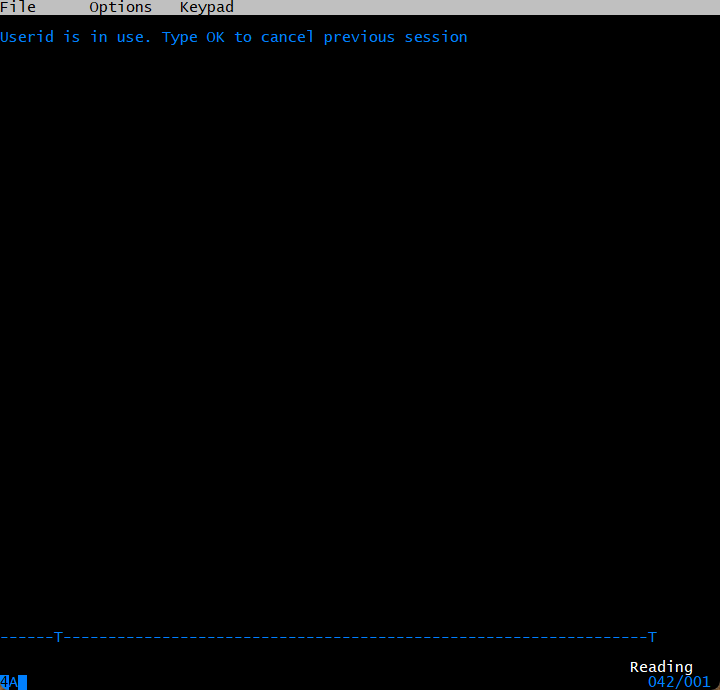 File Options Keypad
Userid is in use. Type OK to cancel previous session
------T-----------------------------------------------------------------T
Reading
4A 042/001